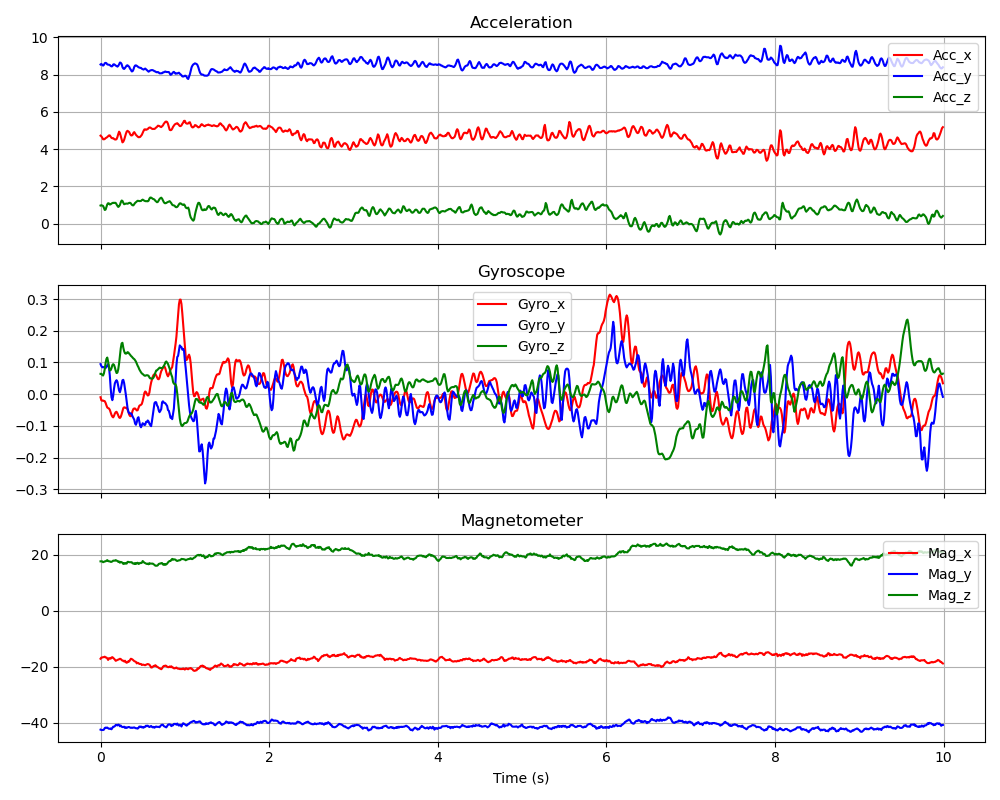 Acceleration
10
8
6
4
2
0
Acc_x
Acc_y
Acc_z
Gyroscope
0.3
0.2
0.1
0.0
−0.1
−0.2
−0.3
Gyro_x
Gyro_y
Gyro_z
Magnetometer
20
0
−20
−40
Mag_x
Mag_y
Mag_z
0 2 4 6 8 10
Time (s)